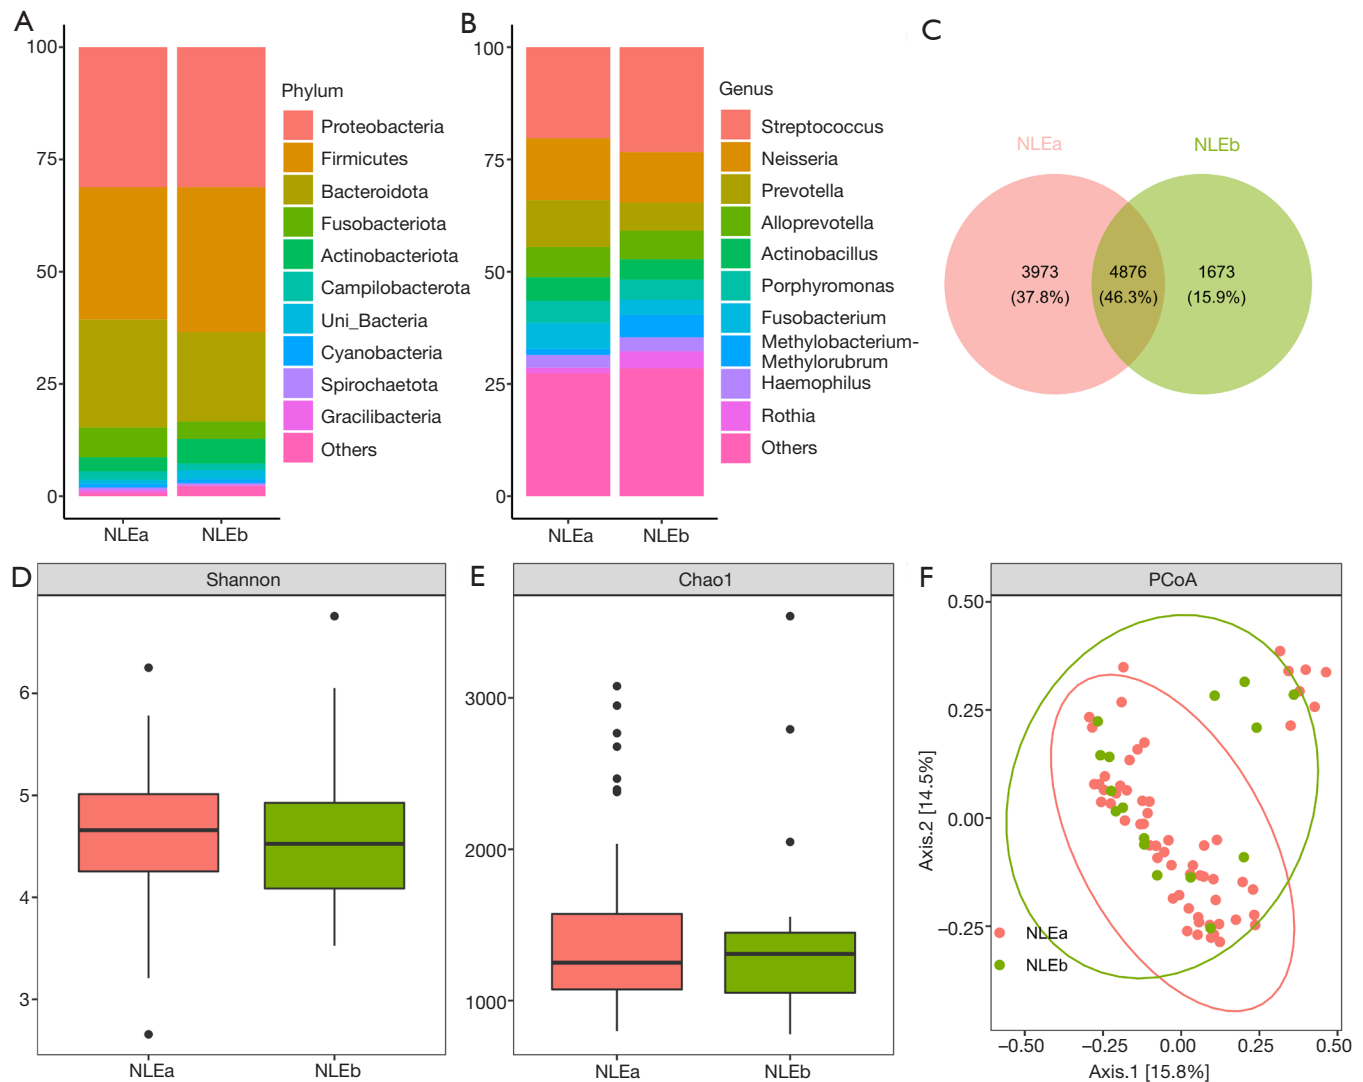 A
100
75
50
25
0
NLEa
NLEb
Phylum
Proteobacteria
Firmicutes
Bacteroidota
Fusobacteriota
Actinobacteriota
Campilobacterota
Uni_Bacteria
Cyanobacteria
Spirochaetota
Gracilibacteria
Others
B
100
75
50
25
0
NLEa
NLEb
Genus
Streptococcus
Neisseria
Prevotella
Alloprevotella
Actinobacillus
Porphyromonas
Fusobacterium
Methylobacterium-
Methylorubrum
Haemophilus
Rothia
Others
C
NLEa
NLEb
3973
(37.8%)
4876
(46.3%)
1673
(15.9%)
D
Shannon
6
5
4
3
NLEa
NLEb
E
Chao1
3000
2000
1000
NLEa
NLEb
F
PCoA
0.50
0.25
0.00
−0.25
Axis.2 [14.5%]
NLEa
NLEb
−0.50
−0.25
0.00
0.25
0.50
Axis.1 [15.8%]